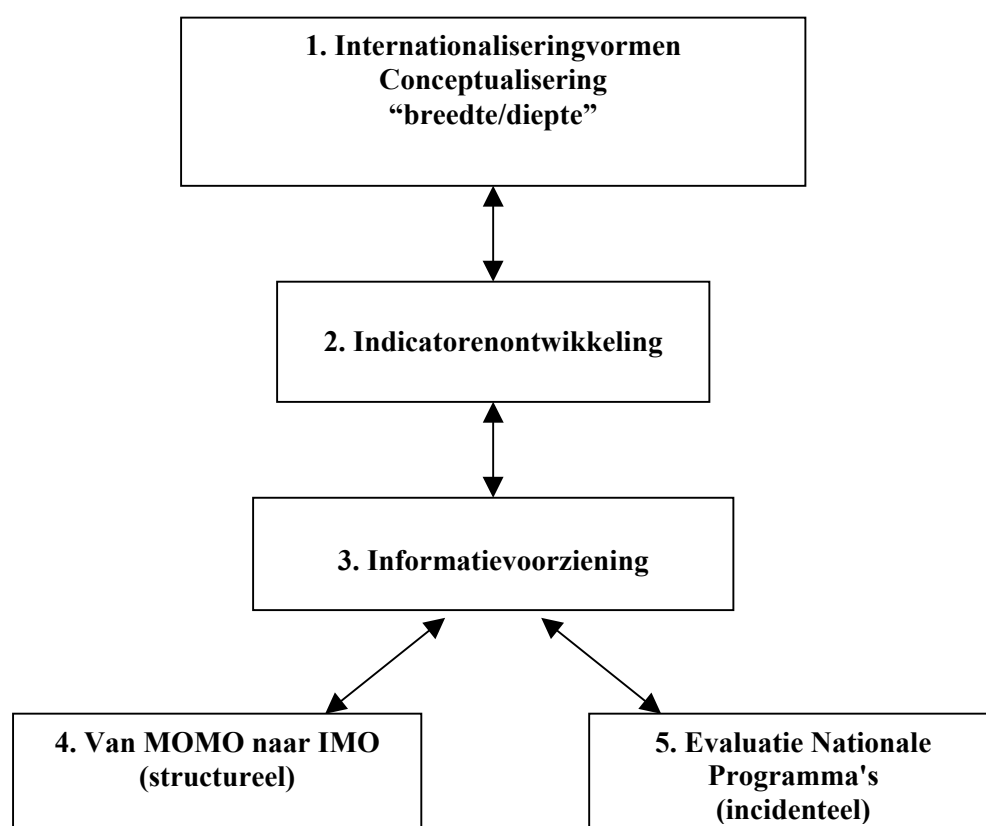 1. Internationaliseringvormen
Conceptualisering
“breedte/diepte”
2. Indicatorenontwikkeling
3. Informatievoorziening
4. Van MOMO naar IMO
(structureel)
5. Evaluatie Nationale
Programma's
(incidenteel)